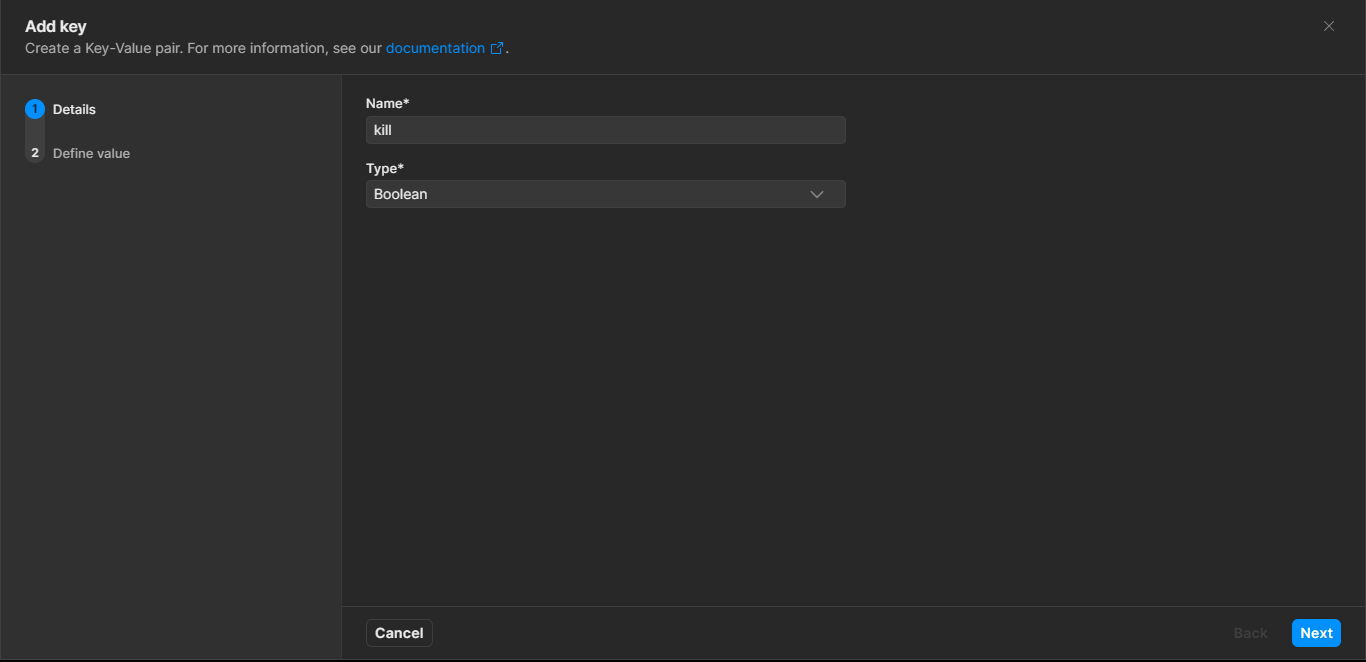 Add key
Create a Key-Value pair. For more information, see our documentation .
1 Details
2 Define value
Name*
kill
Type*
Boolean
Cancel
Back
Next